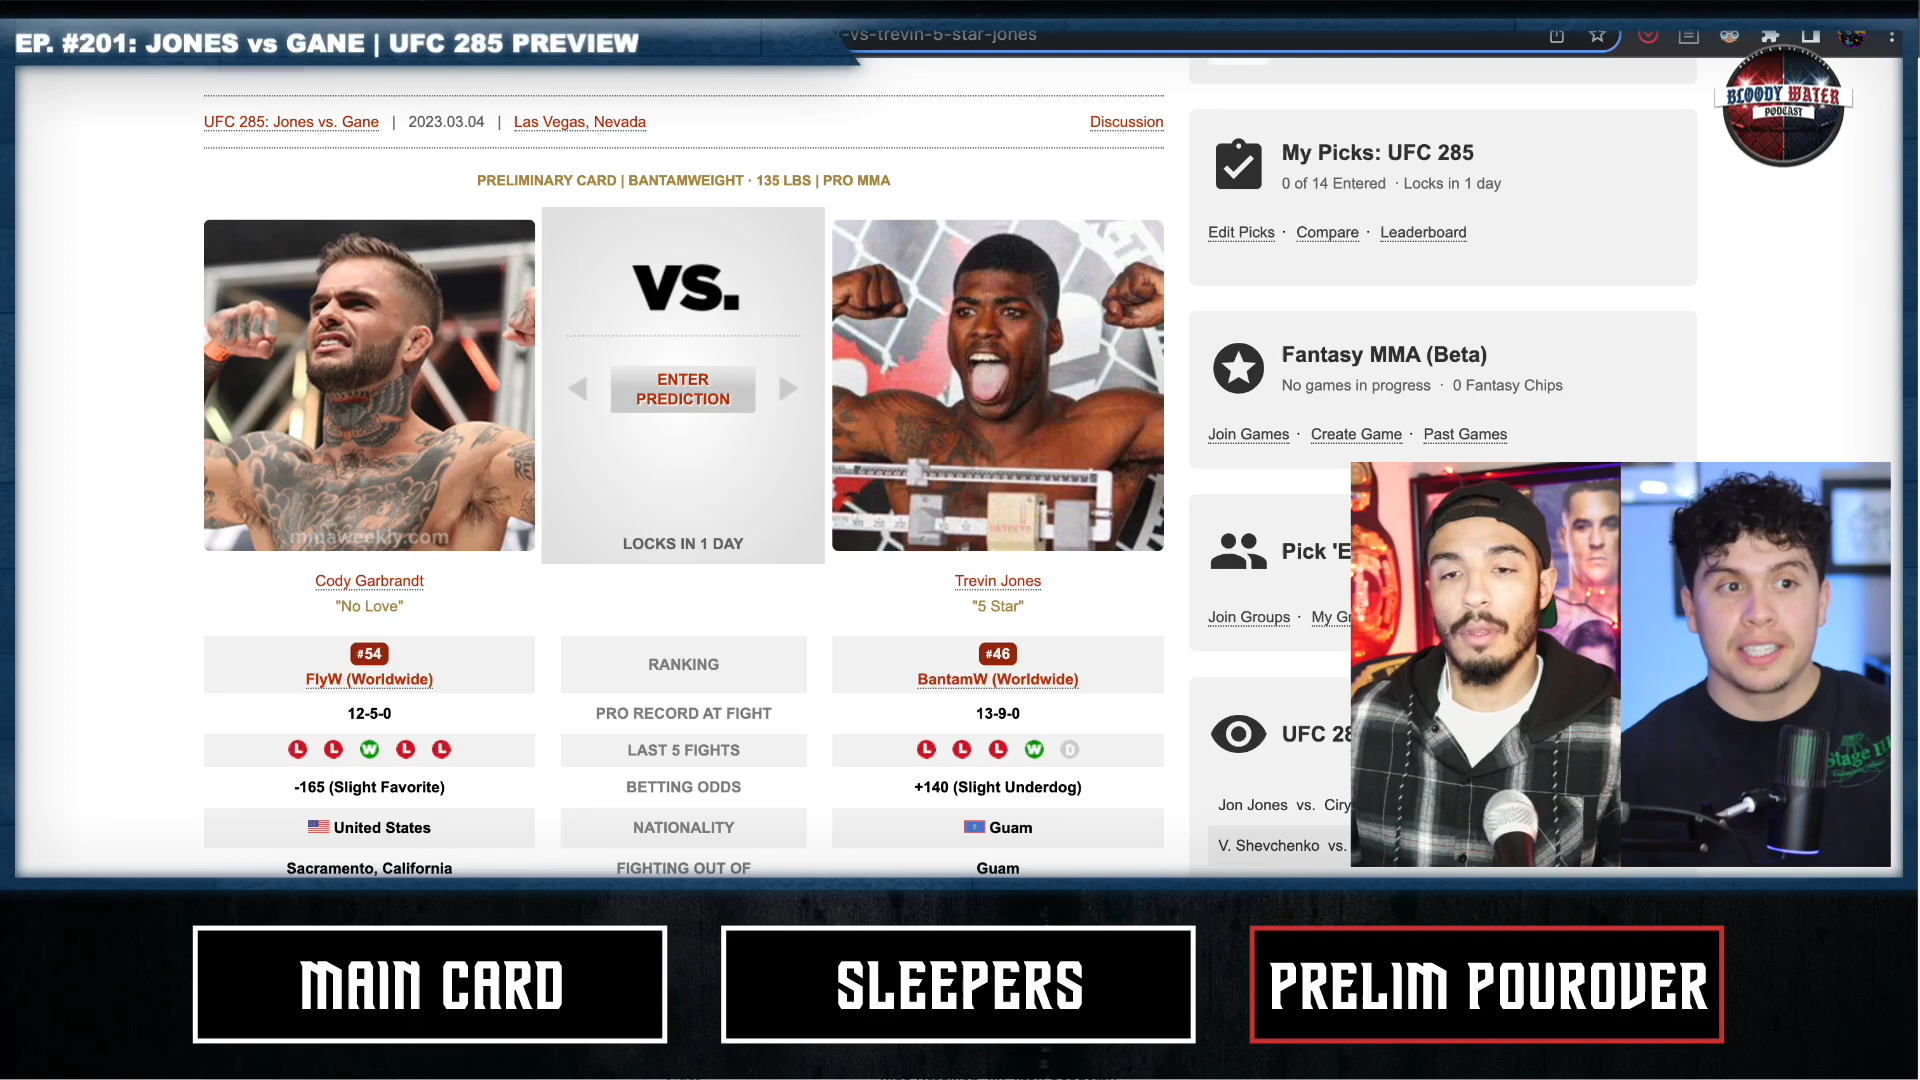 EP. #201: JONES vs GANE | UFC 285 PREVIEW
-vs-trevin-5-star-jones
BLOODY WATER
PODCAST
UFC 285: Jones vs. Gane | 2023.03.04 | Las Vegas, Nevada
Discussion
PRELIMINARY CARD | BANTAMWEIGHT · 135 LBS | PRO MMA
VS.
ENTER
PREDICTION
LOCKS IN 1 DAY
mmaweekly.com
Cody Garbrandt
"No Love"
Trevin Jones
"5 Star"
#54
FlyW (Worldwide)
RANKING
#46
BantamW (Worldwide)
12-5-0
PRO RECORD AT FIGHT
13-9-0
L L W L L
LAST 5 FIGHTS
L L L W D
-165 (Slight Favorite)
BETTING ODDS
+140 (Slight Underdog)
United States
NATIONALITY
Guam
Sacramento, California
FIGHTING OUT OF
Guam
My Picks: UFC 285
0 of 14 Entered · Locks in 1 day
Edit Picks · Compare · Leaderboard
Fantasy MMA (Beta)
No games in progress · 0 Fantasy Chips
Join Games · Create Game · Past Games
Pick 'E
Join Groups · My Gr
UFC 28
Jon Jones vs. Ciry
V. Shevchenko vs.
Stage
MAIN CARD
SLEEPERS
PRELIM POUROVER